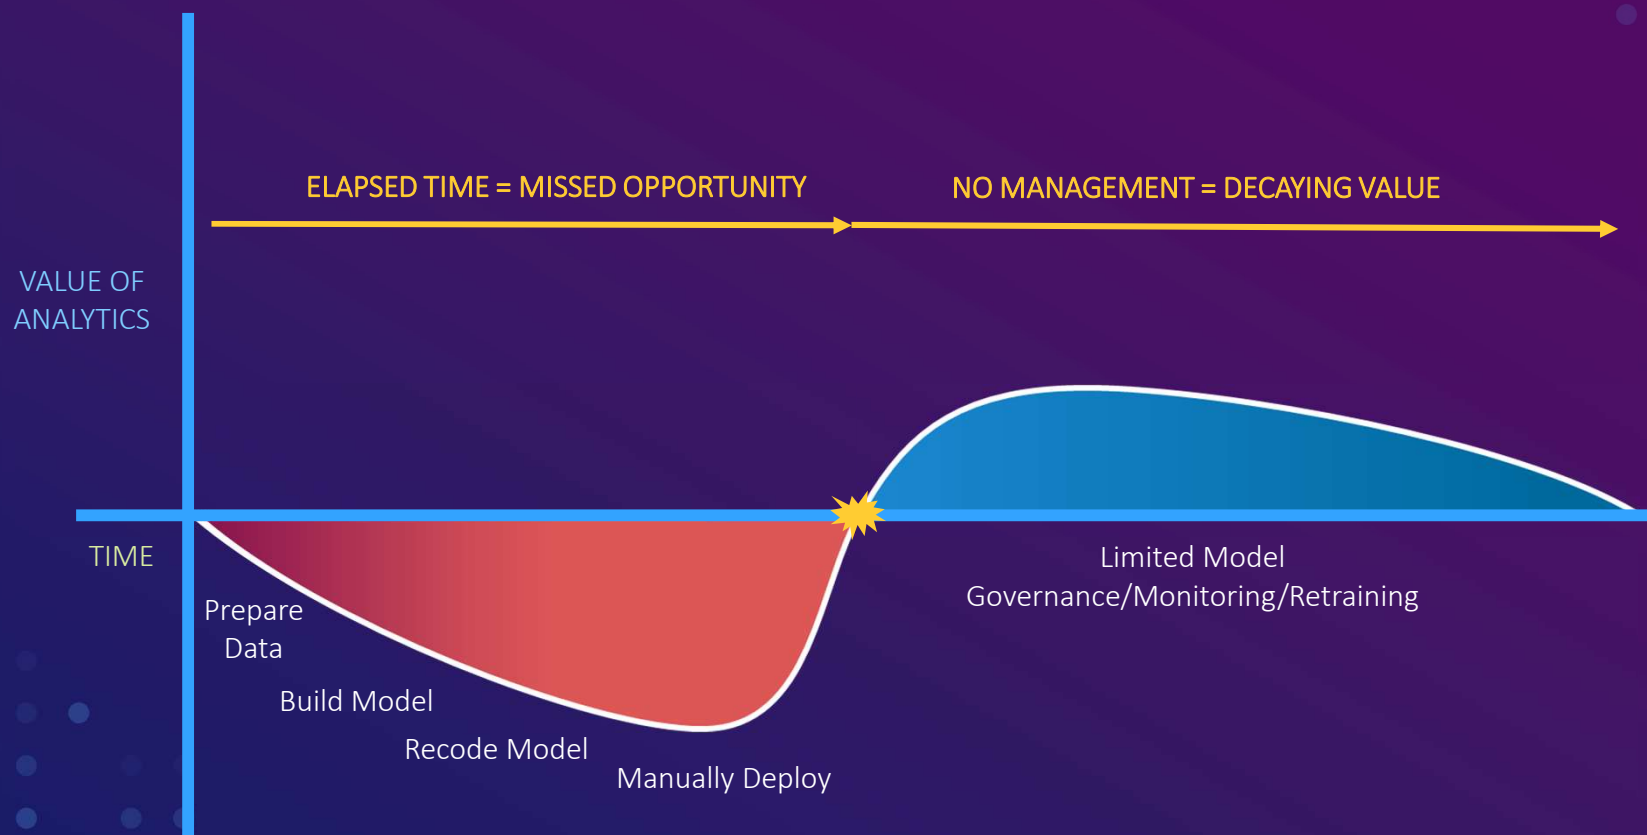 ELAPSED TIME = MISSED OPPORTUNITY
NO MANAGEMENT = DECAYING VALUE
VALUE OF
ANALYTICS
TIME
Prepare
Data
Build Model
Recode Model
Manually Deploy
Limited Model
Governance/Monitoring/Retraining